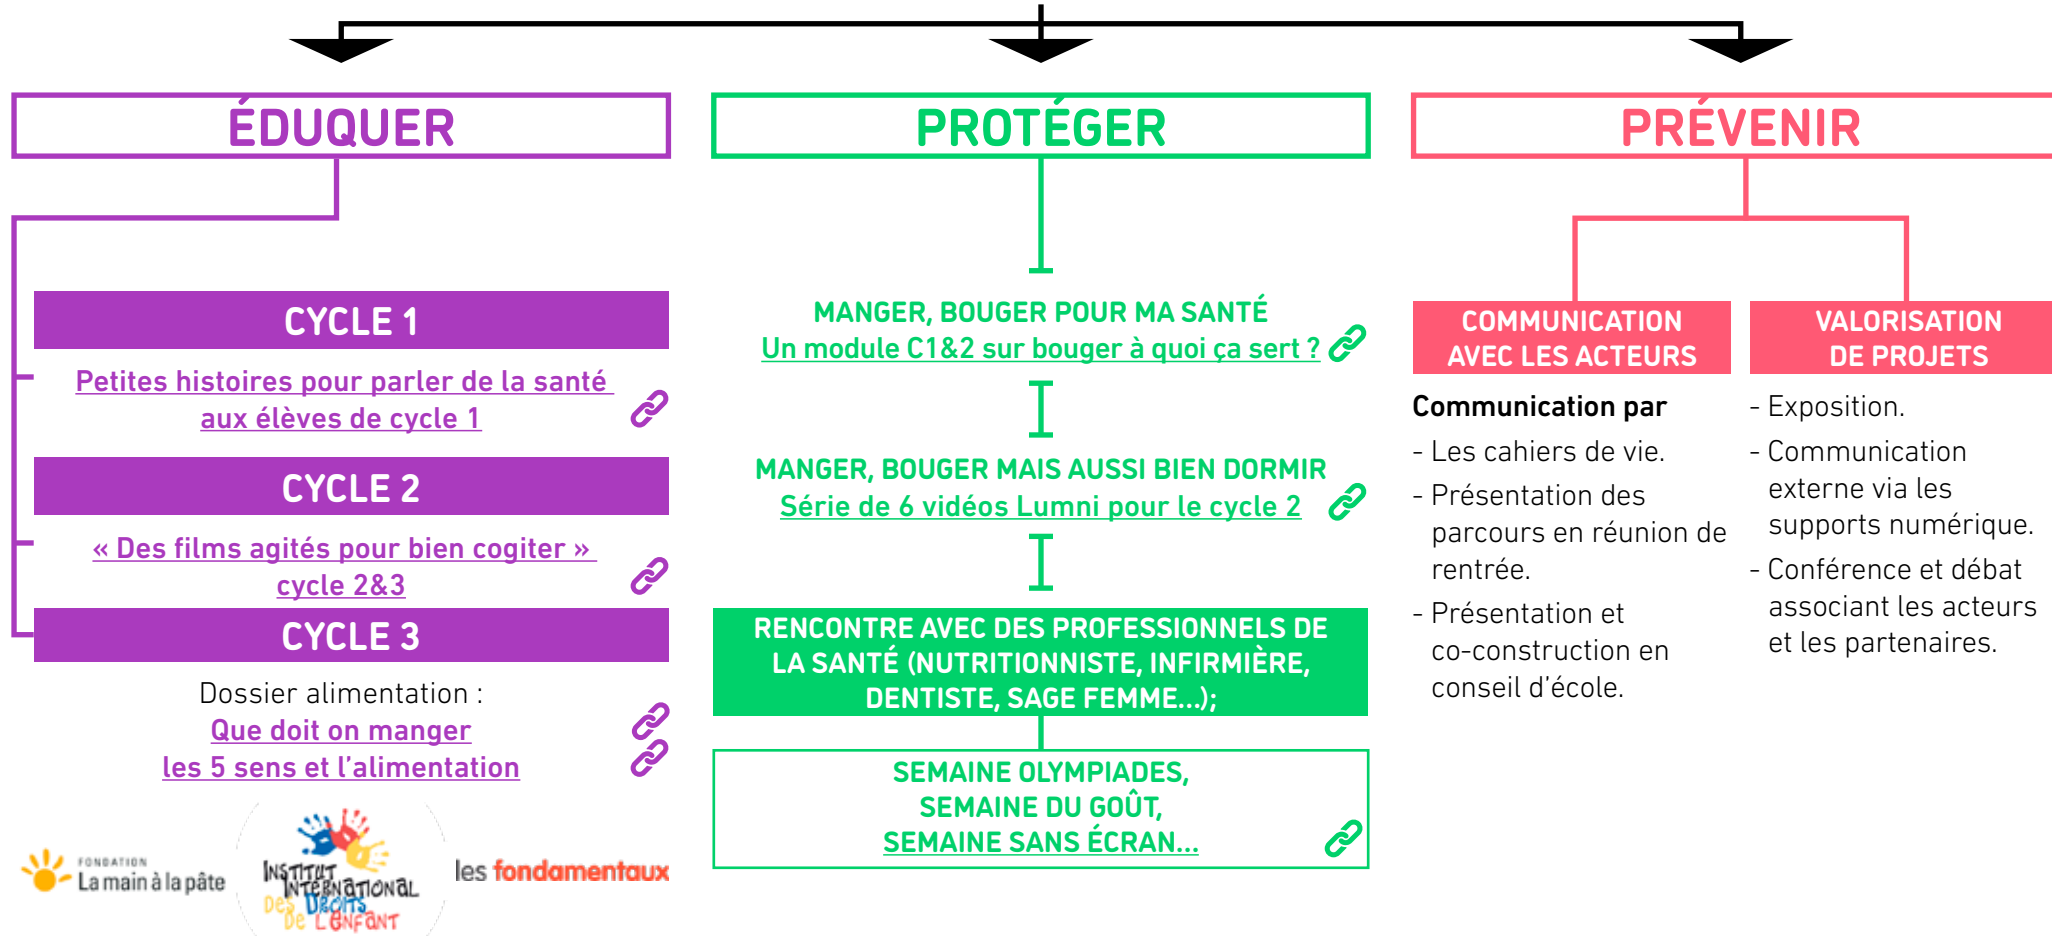 ÉDUQUER
CYCLE 1
Petites histoires pour parler de la santé
aux élèves de cycle 1
CYCLE 2
« Des films agités pour bien cogiter »
cycle 2&3
CYCLE 3
Dossier alimentation :
Que doit on manger
les 5 sens et l'alimentation
FONDATION
La main à la pâte
INSTITUT
INTERNATIONAL
DES DROITS
DE L'ENFANT
les fondamentaux
PROTÉGER
MANGER, BOUGER POUR MA SANTÉ
Un module C1&2 sur bouger à quoi ça sert ?
MANGER, BOUGER MAIS AUSSI BIEN DORMIR
Série de 6 vidéos Lumni pour le cycle 2
RENCONTRE AVEC DES PROFESSIONNELS DE
LA SANTÉ (NUTRITIONNISTE, INFIRMIÈRE,
DENTISTE, SAGE FEMME...);
SEMAINE OLYMPIADES,
SEMAINE DU GOÛT,
SEMAINE SANS ÉCRAN...
PRÉVENIR
COMMUNICATION
AVEC LES ACTEURS
Communication par
- Les cahiers de vie.
- Présentation des
parcours en réunion de
rentrée.
- Présentation et
co-construction en
conseil d'école.
VALORISATION
DE PROJETS
- Exposition.
- Communication
externe via les
supports numérique.
- Conférence et débat
associant les acteurs
et les partenaires.